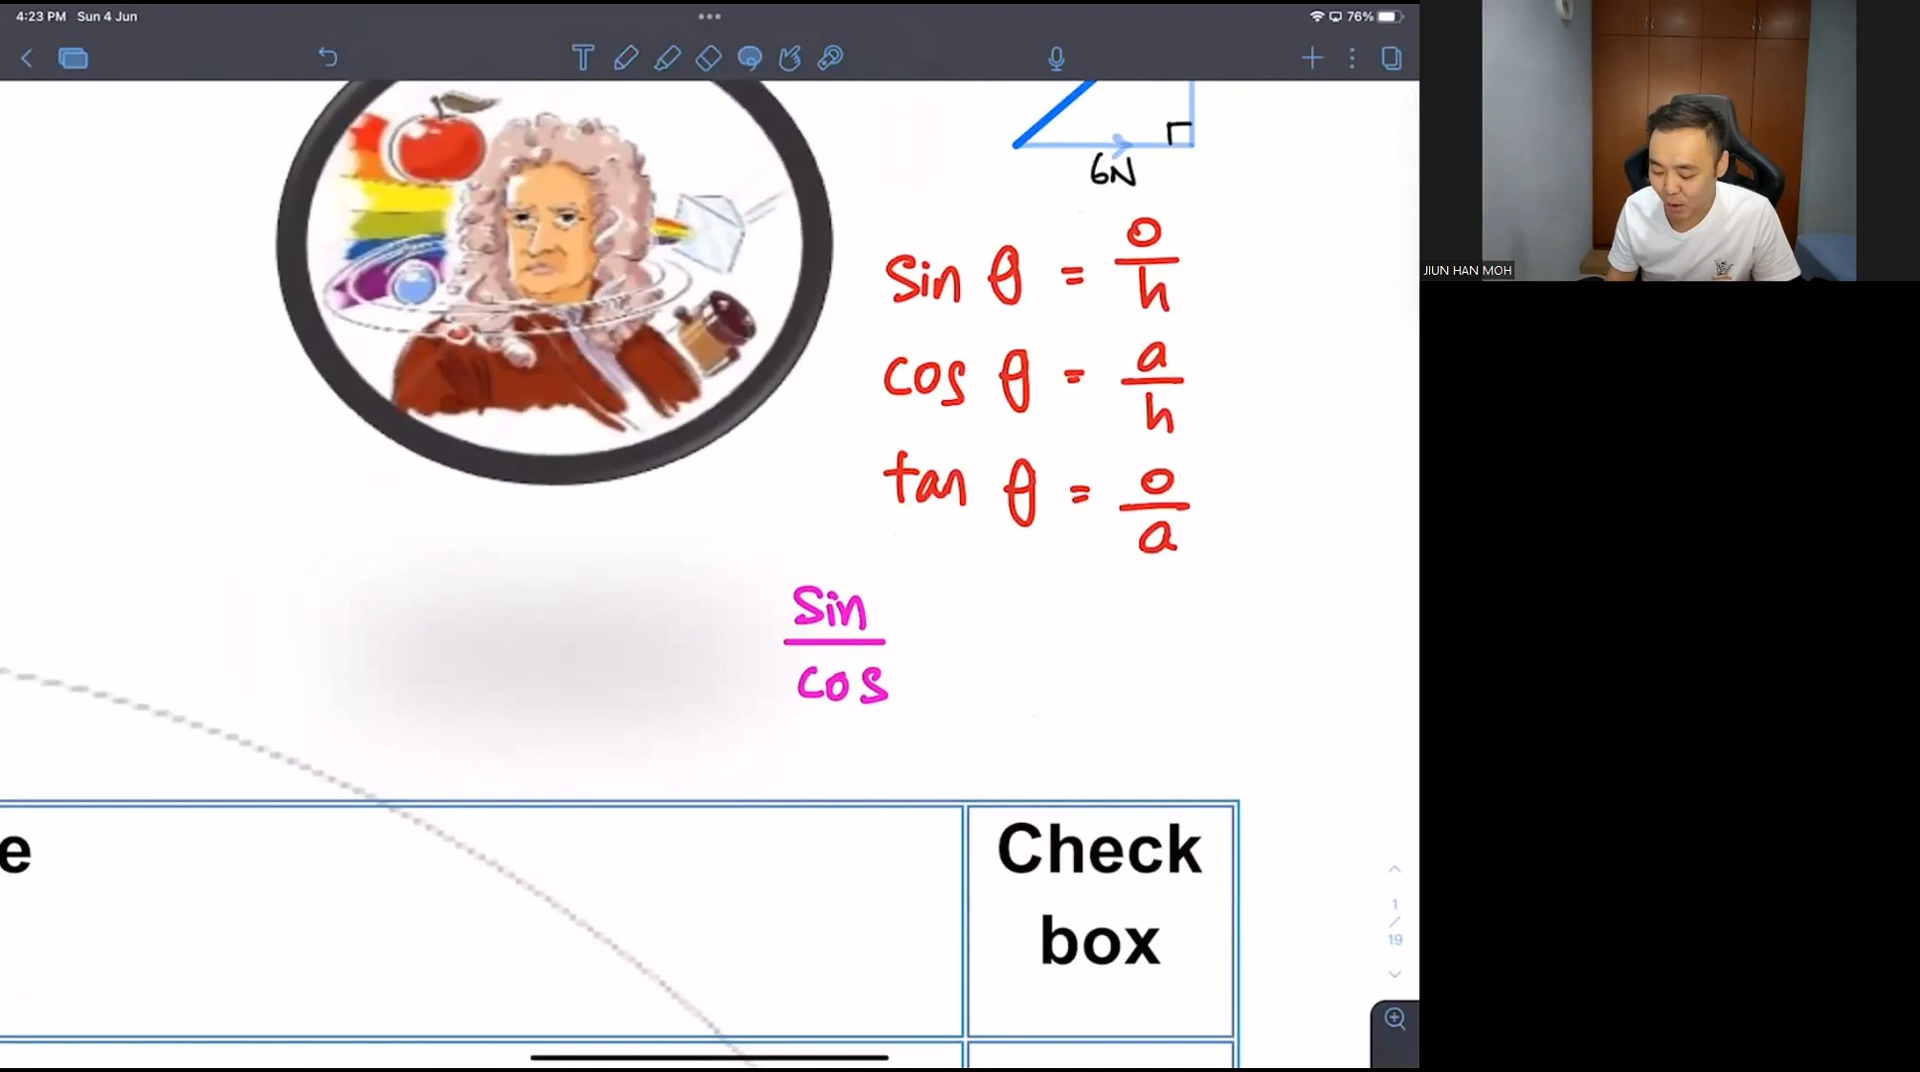 4:23 PM Sun 4 Jun
76%
6N
sin θ = o/h
cos θ = a/h
tan θ = o/a
sin
cos
e
Check
box
1
/
19
JIUN HAN MOH